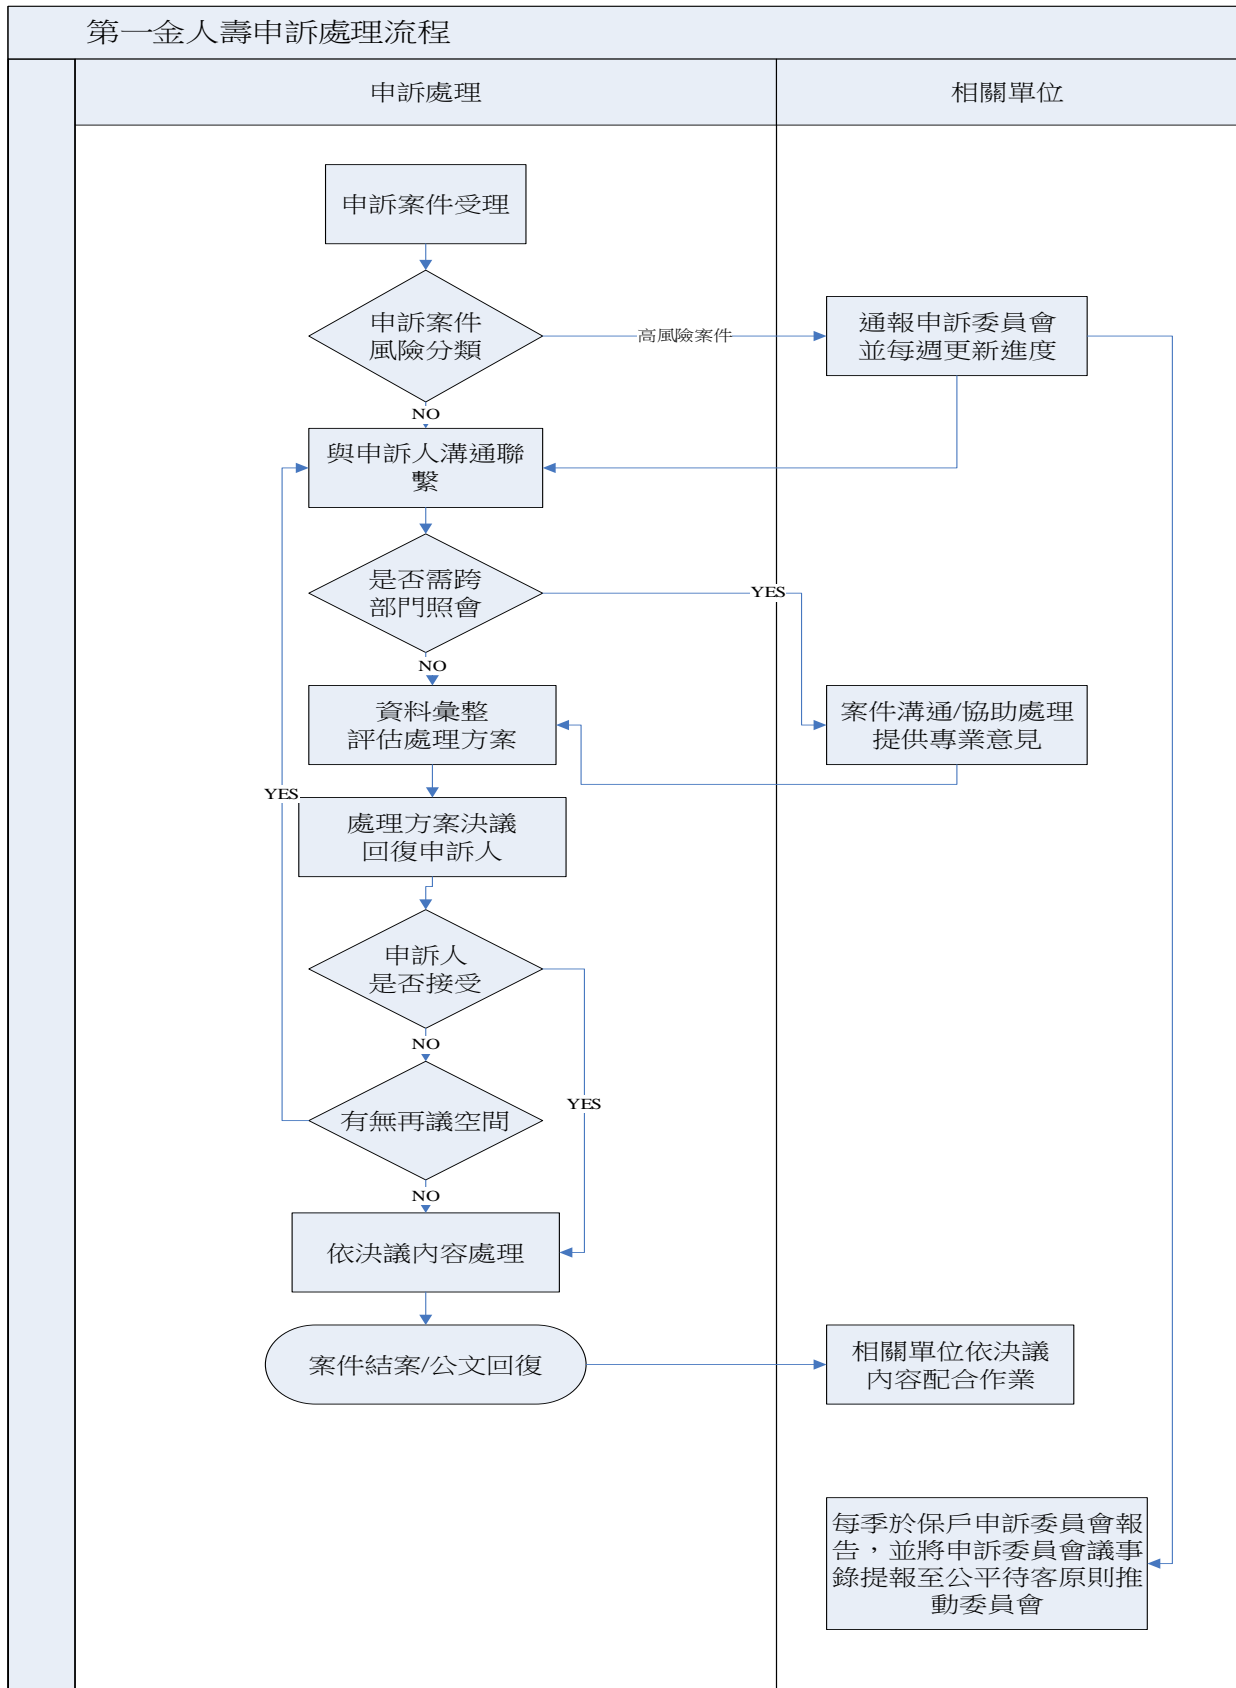 第一金人壽申訴處理流程
申訴處理
相關單位
申訴案件受理
申訴案件
風險分類
高風險案件
通報申訴委員會
並每週更新進度
NO
與申訴人溝通聯
繫
是否需跨
部門照會
YES
NO
資料彙整
評估處理方案
案件溝通/協助處理
提供專業意見
YES
處理方案決議
回復申訴人
申訴人
是否接受
NO
YES
有無再議空間
NO
依決議內容處理
案件結案/公文回復
相關單位依決議
內容配合作業
每季於保戶申訴委員會報
告，並將申訴委員會議事
錄提報至公平待客原則推
動委員會